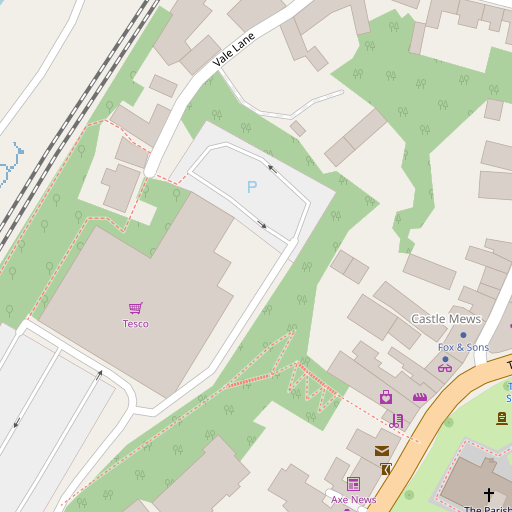 Vale Lane
P
Tesco
Castle Mews
Fox & Sons
Axe News
The Parish